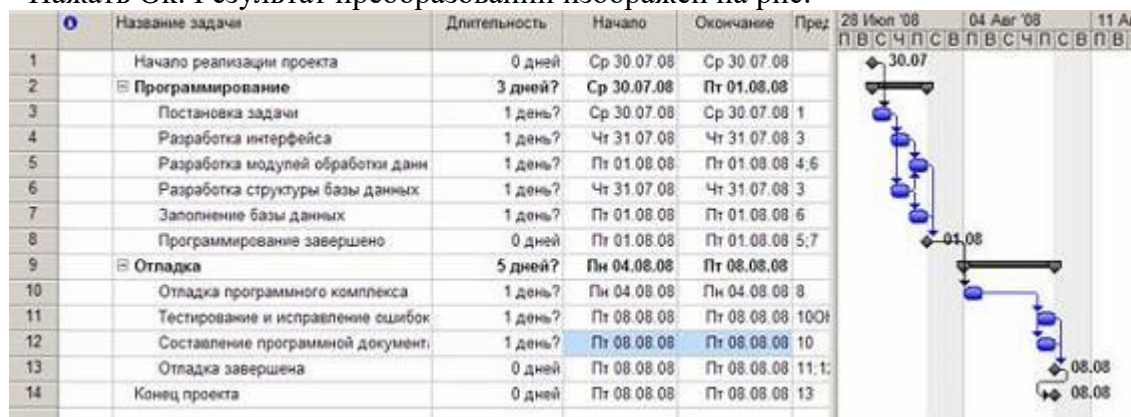 Нажать Ок. Результат преобразований изображен на рис.
Название задачи Длительность Начало Окончание Пред 28 Июл '08 04 Авг '08 11 А
П В С Ч П С В П В С Ч П С В П В
1 Начало реализации проекта 0 дней Ср 30.07.08 Ср 30.07.08 30.07
2 Программирование 3 дней? Ср 30.07.08 Пт 01.08.08
3 Постановка задачи 1 день? Ср 30.07.08 Ср 30.07.08 1
4 Разработка интерфейса 1 день? Чт 31.07.08 Чт 31.07.08 3
5 Разработка модулей обработки данн 1 день? Пт 01.08.08 Пт 01.08.08 4;6
6 Разработка структуры базы данных 1 день? Чт 31.07.08 Чт 31.07.08 3
7 Заполнение базы данных 1 день? Пт 01.08.08 Пт 01.08.08 6
8 Программирование завершено 0 дней Пт 01.08.08 Пт 01.08.08 5;7 01.08
9 Отладка 5 дней? Пн 04.08.08 Пт 08.08.08
10 Отладка программного комплекса 1 день? Пн 04.08.08 Пн 04.08.08 8
11 Тестирование и исправление ошибок 1 день? Пт 08.08.08 Пт 08.08.08 10ОН
12 Составление программной документ 1 день? Пт 08.08.08 Пт 08.08.08 10
13 Отладка завершена 0 дней Пт 08.08.08 Пт 08.08.08 11;1 08.08
14 Конец проекта 0 дней Пт 08.08.08 Пт 08.08.08 13 08.08